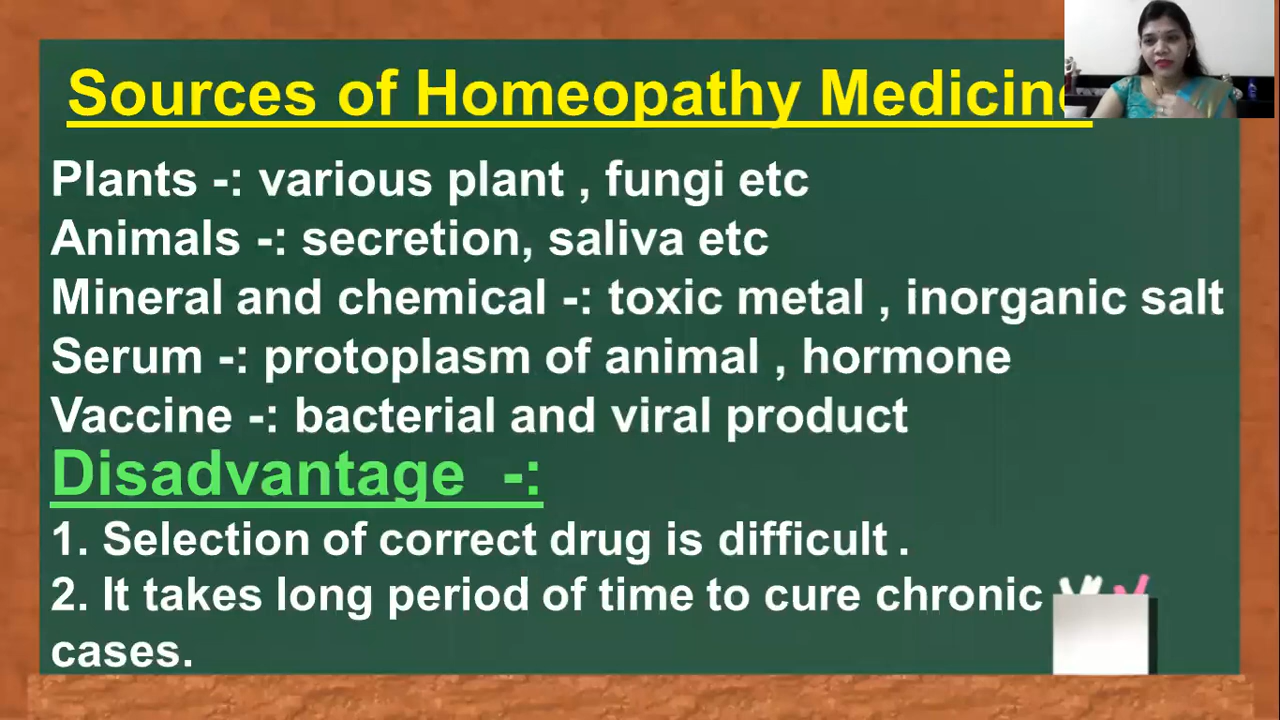 Sources of Homeopathy Medicin
Plants -: various plant , fungi etc
Animals -: secretion, saliva etc
Mineral and chemical -: toxic metal , inorganic salt
Serum -: protoplasm of animal , hormone
Vaccine -: bacterial and viral product
Disadvantage -:
1. Selection of correct drug is difficult .
2. It takes long period of time to cure chronic
cases.